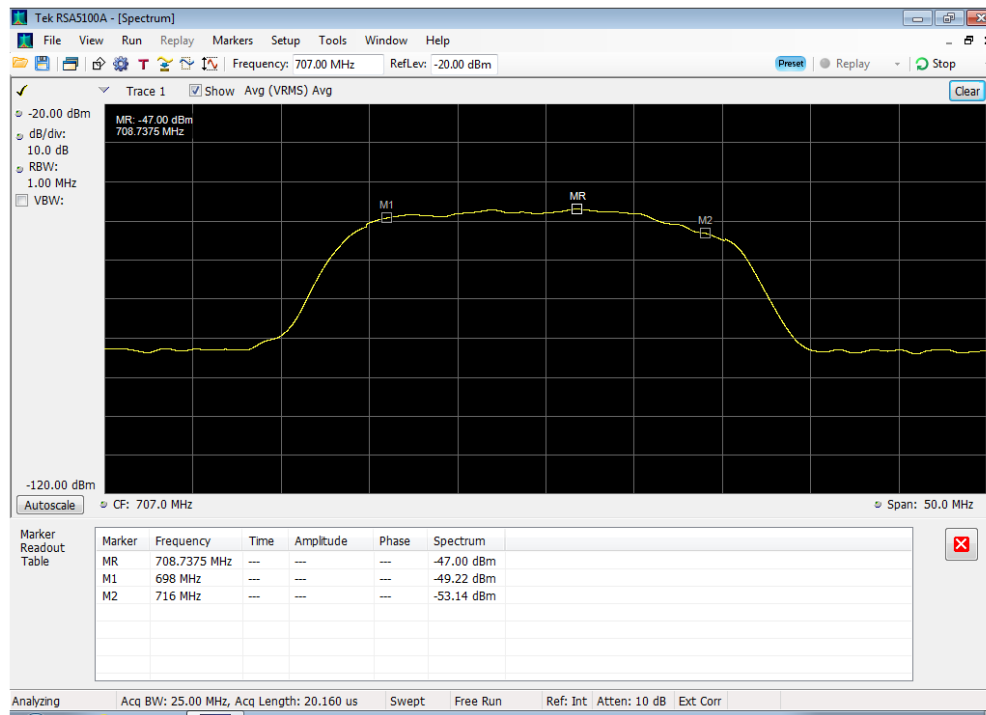 Tek RSA5100A - [Spectrum]
File View Run Replay Markers Setup Tools Window Help
T Frequency: 707.00 MHz RefLev: -20.00 dBm Preset Replay Stop
Trace 1 Show Avg (VRMS) Avg Clear
-20.00 dBm
dB/div:
10.0 dB
RBW:
1.00 MHz
VBW:
MR: -47.00 dBm
708.7375 MHz
M1
MR
M2
-120.00 dBm
Autoscale CF: 707.0 MHz Span: 50.0 MHz
Marker
Readout
Table
Marker Frequency Time Amplitude Phase Spectrum
MR 708.7375 MHz --- --- --- -47.00 dBm
M1 698 MHz --- --- --- -49.22 dBm
M2 716 MHz --- --- --- -53.14 dBm
Analyzing Acq BW: 25.00 MHz, Acq Length: 20.160 us Swept Free Run Ref: Int Atten: 10 dB Ext Corr